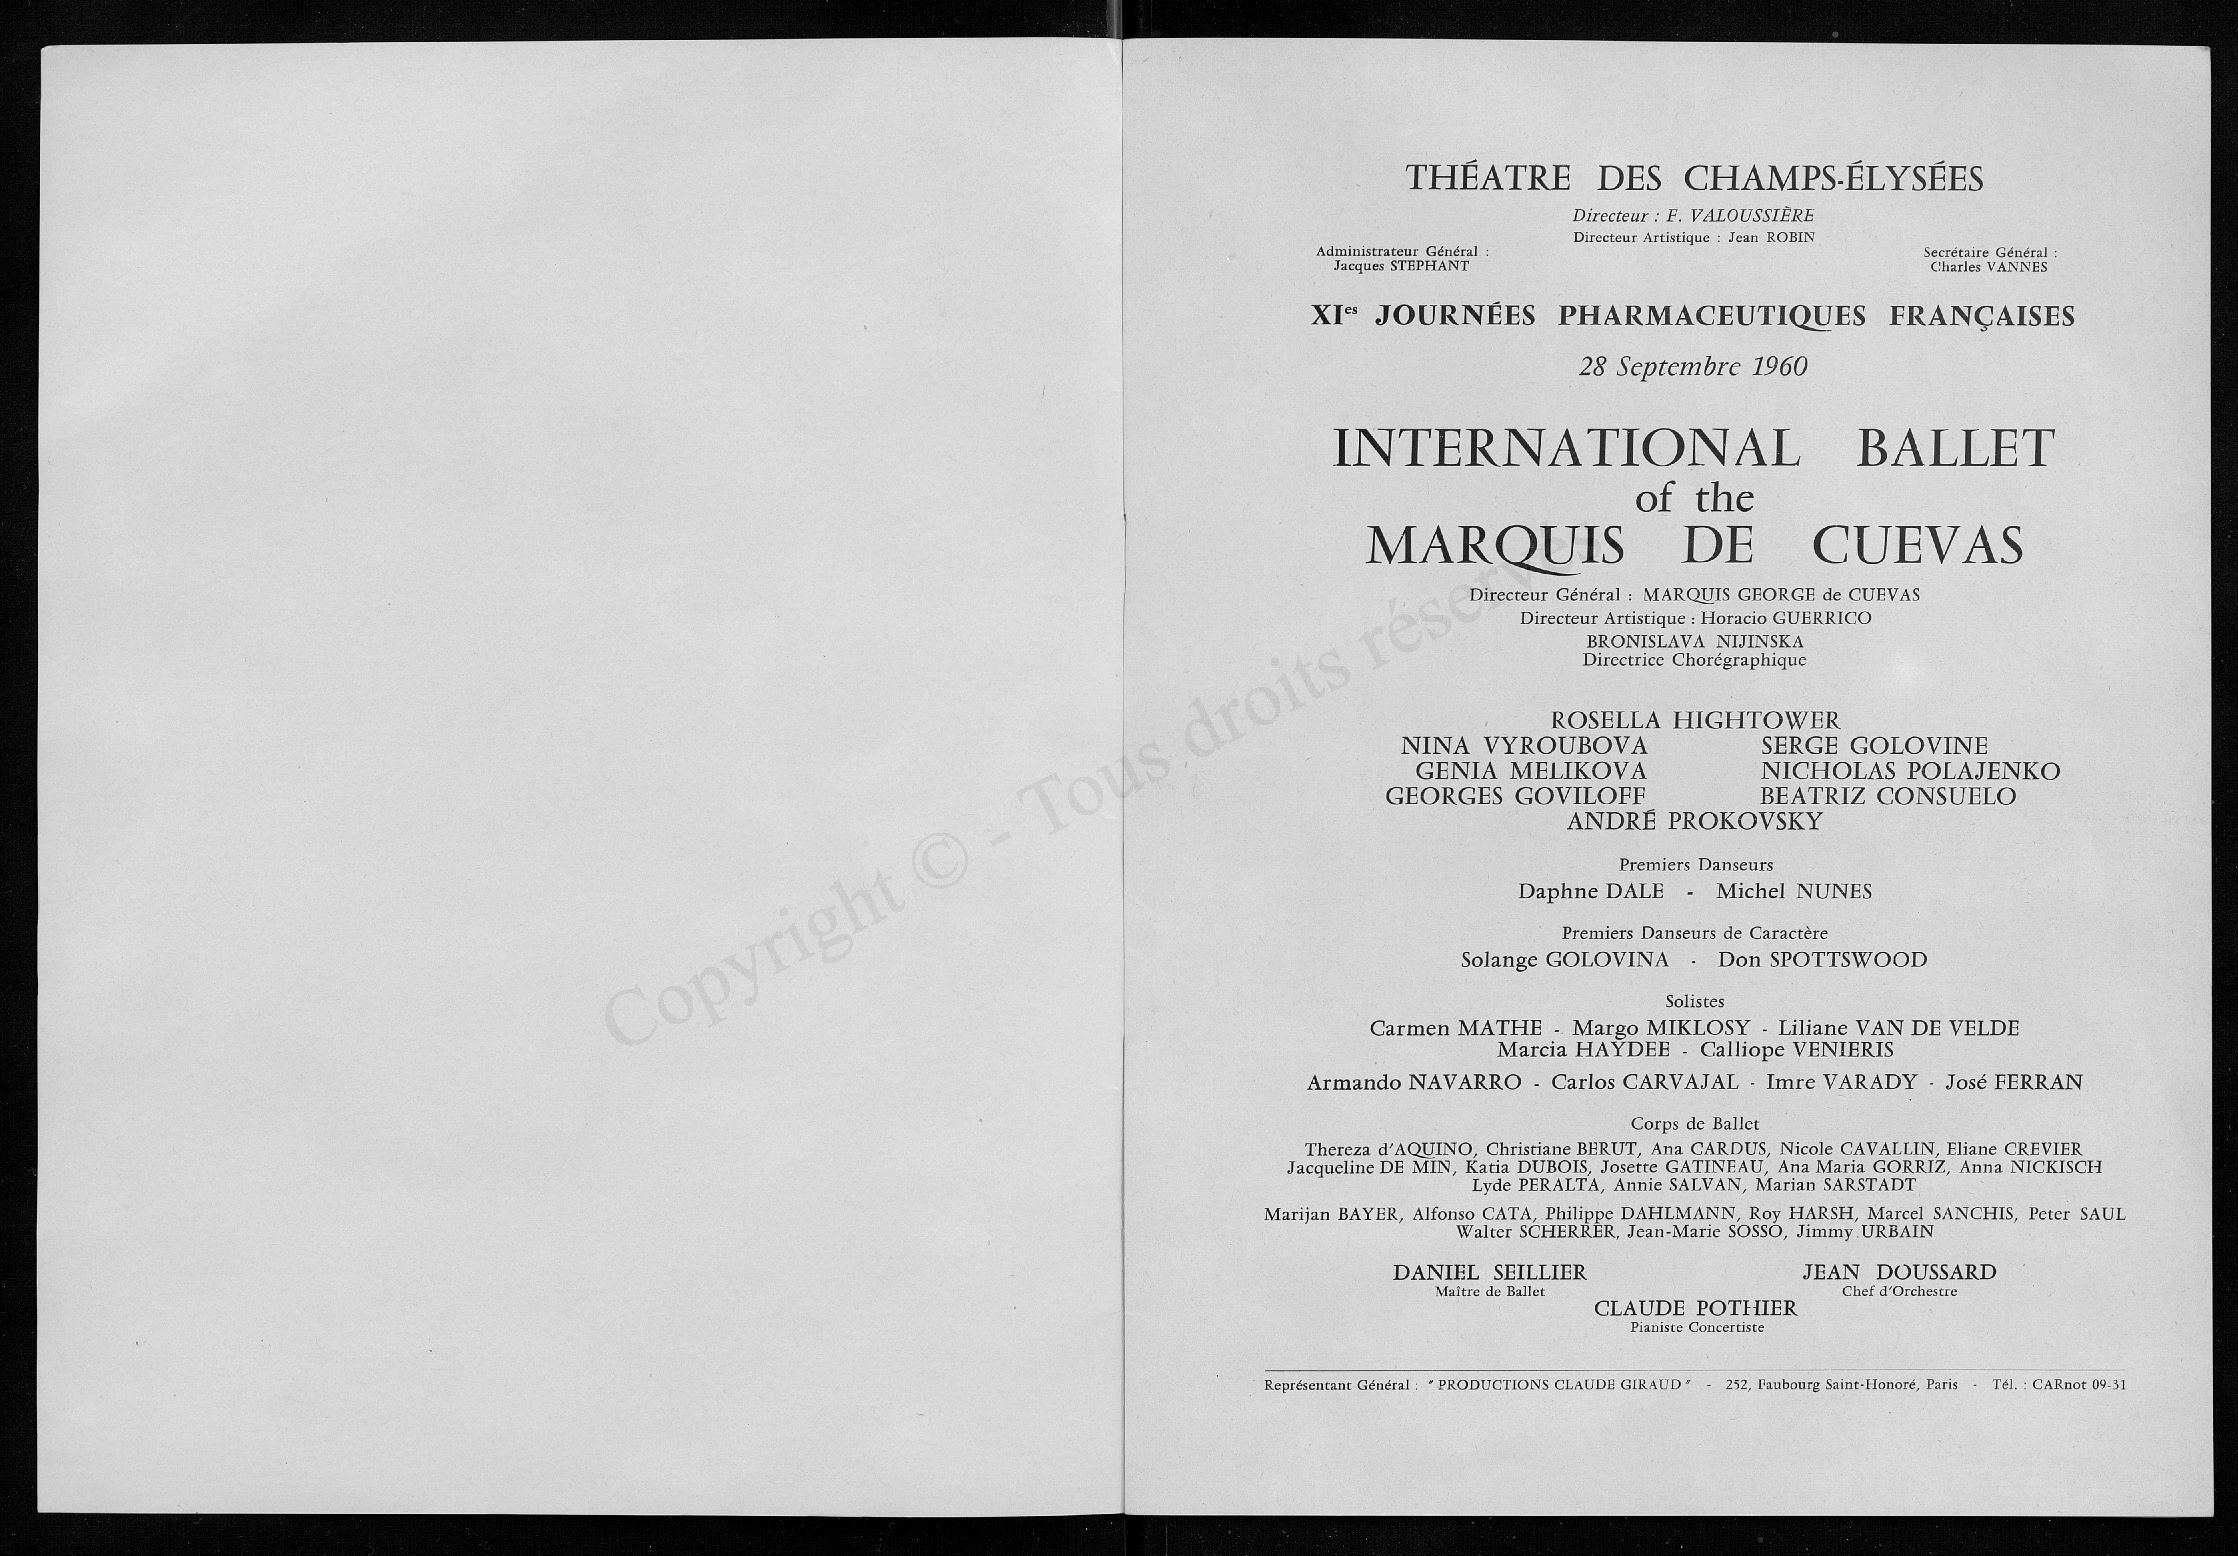 THÉATRE DES CHAMPS-ÉLYSÉES
Directeur : F. VALOUSSIÈRE
Directeur Artistique : Jean ROBIN
Administrateur Général :
Jacques STEPHANT
Secrétaire Général :
Charles VANNES
XIes JOURNÉES PHARMACEUTIQUES FRANÇAISES
28 Septembre 1960
INTERNATIONAL BALLET
of the
MARQUIS DE CUEVAS
Directeur Général : MARQUIS GEORGE de CUEVAS
Directeur Artistique : Horacio GUERRICO
BRONISLAVA NIJINSKA
Directrice Chorégraphique
ROSELLA HIGHTOWER
NINA VYROUBOVA SERGE GOLOVINE
GENIA MELIKOVA NICHOLAS POLAJENKO
GEORGES GOVILOFF BEATRIZ CONSUELO
ANDRÉ PROKOVSKY
Premiers Danseurs
Daphne DALE - Michel NUNES
Premiers Danseurs de Caractère
Solange GOLOVINA - Don SPOTTSWOOD
Solistes
Carmen MATHE - Margo MIKLOSY - Liliane VAN DE VELDE
Marcia HAYDEE - Calliope VENIERIS
Armando NAVARRO - Carlos CARVAJAL - Imre VARADY - José FERRAN
Corps de Ballet
Thereza d'AQUINO, Christiane BERUT, Ana CARDUS, Nicole CAVALLIN, Eliane CREVIER
Jacqueline DE MIN, Katia DUBOIS, Josette GATINEAU, Ana Maria GORRIZ, Anna NICKISCH
Lyde PERALTA, Annie SALVAN, Marian SARSTADT
Marijan BAYER, Alfonso CATA, Philippe DAHLMANN, Roy HARSH, Marcel SANCHIS, Peter SAUL
Walter SCHERRER, Jean-Marie SOSSO, Jimmy URBAIN
DANIEL SEILLIER
Maître de Ballet
JEAN DOUSSARD
Chef d'Orchestre
CLAUDE POTHIER
Pianiste Concertiste
Représentant Général : "PRODUCTIONS CLAUDE GIRAUD" - 252, Faubourg Saint-Honoré, Paris - Tél. : CARnot 09-31
Copyright © - Tous droits réservés